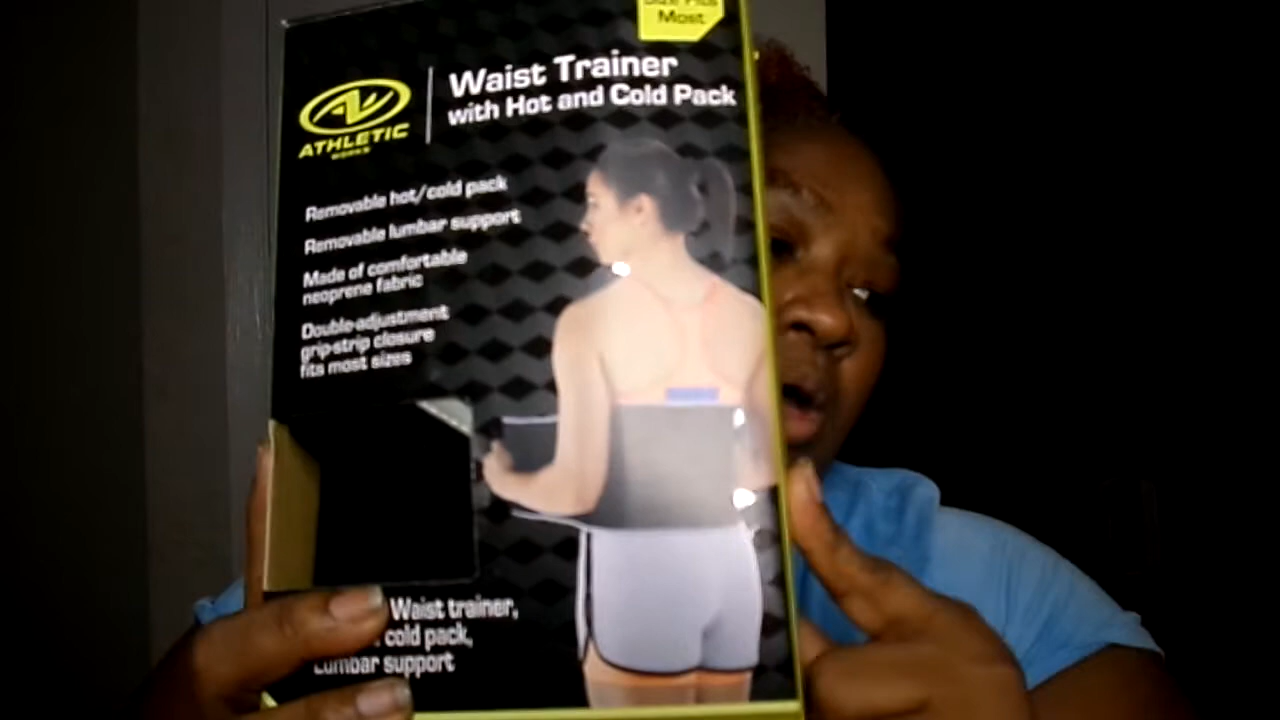 Size Fits
Most
ATHLETIC
WORKS
Waist Trainer
with Hot and Cold Pack
Removable hot/cold pack
Removable lumbar support
Made of comfortable
neoprene fabric
Double-adjustment
grip-strip closure
fits most sizes
Waist trainer,
cold pack,
Lumbar support